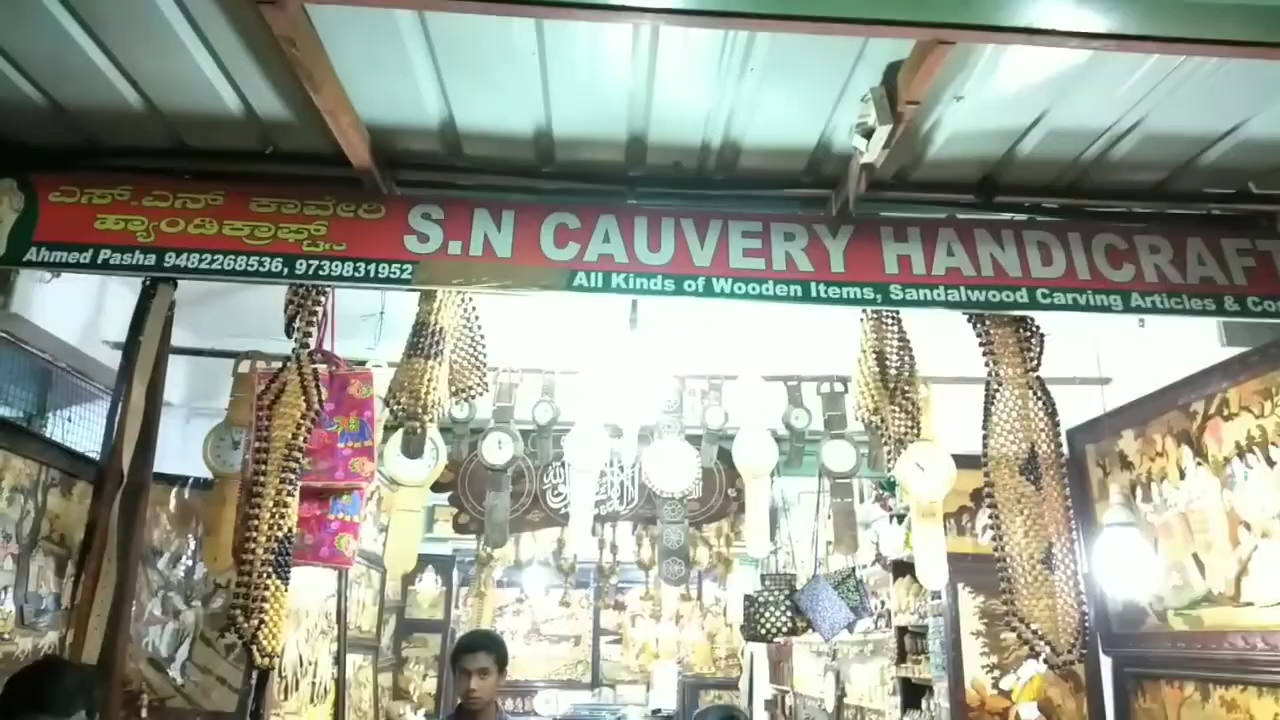 ಎಸ್.ಎನ್ ಕಾವೇರಿ
ಹ್ಯಾಂಡಿಕ್ರಾಫ್ಟ್ಸ್
Ahmed Pasha 9482268536, 9739831952
S.N CAUVERY HANDICRAFT
All Kinds of Wooden Items, Sandalwood Carving Articles &